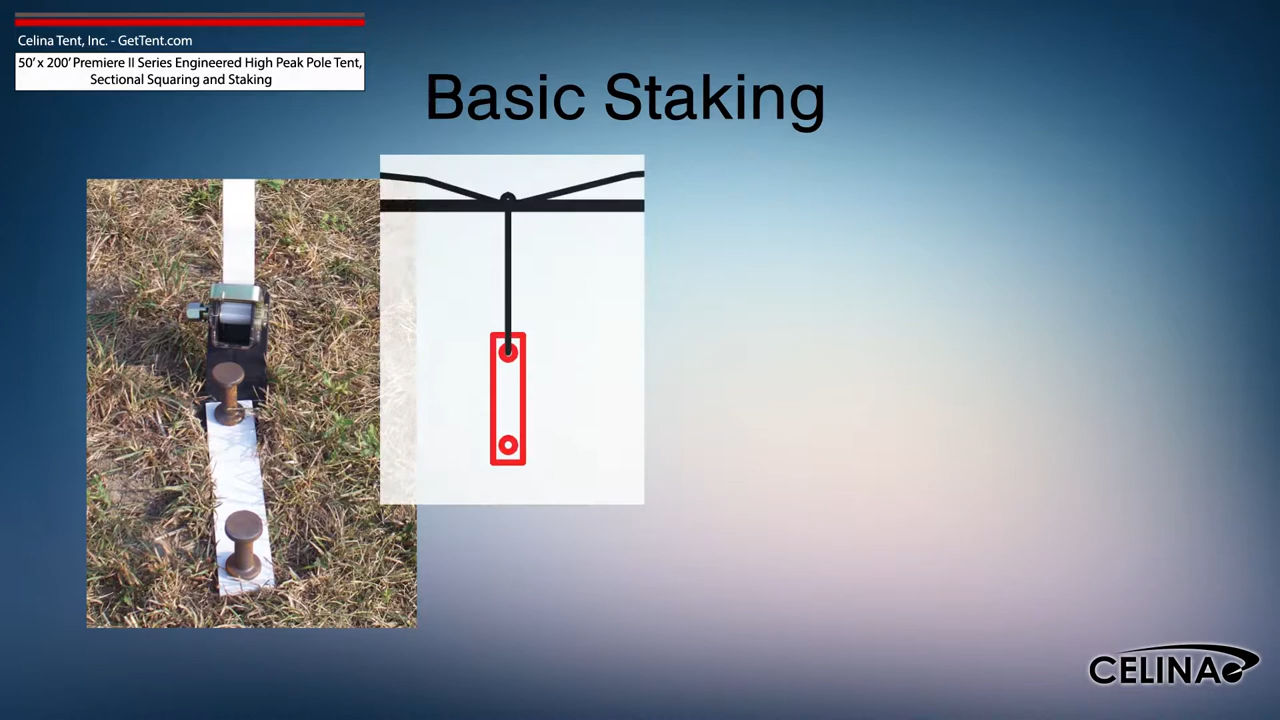 Celina Tent, Inc. - GetTent.com
50' x 200' Premiere II Series Engineered High Peak Pole Tent,
Sectional Squaring and Staking
Basic Staking
CELINA